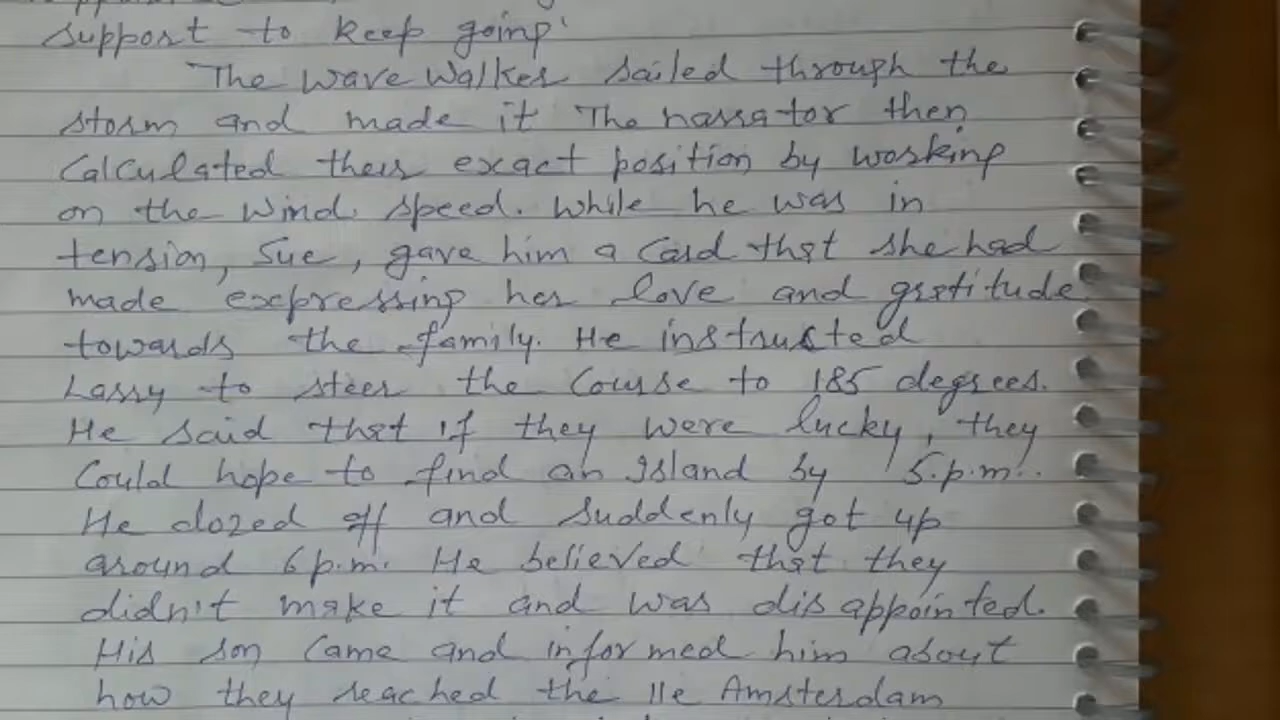 support to keep going.
The Wave Walker sailed through the
storm and made it The narrator then
Calculated their exact position by working
on the wind speed. While he was in
tension, Sue, gave him a Card that she had
made expressing her love and gratitude
towards the family. He instructed
Larry to steer the Course to 185 degrees.
He said that if they were lucky, they
Could hope to find an Island by 5.p.m..
He dozed off and suddenly got up
around 6 p.m. He believed that they
didn't make it and was disappointed.
His son Came and informed him about
how they reached the Ile Amsterdam